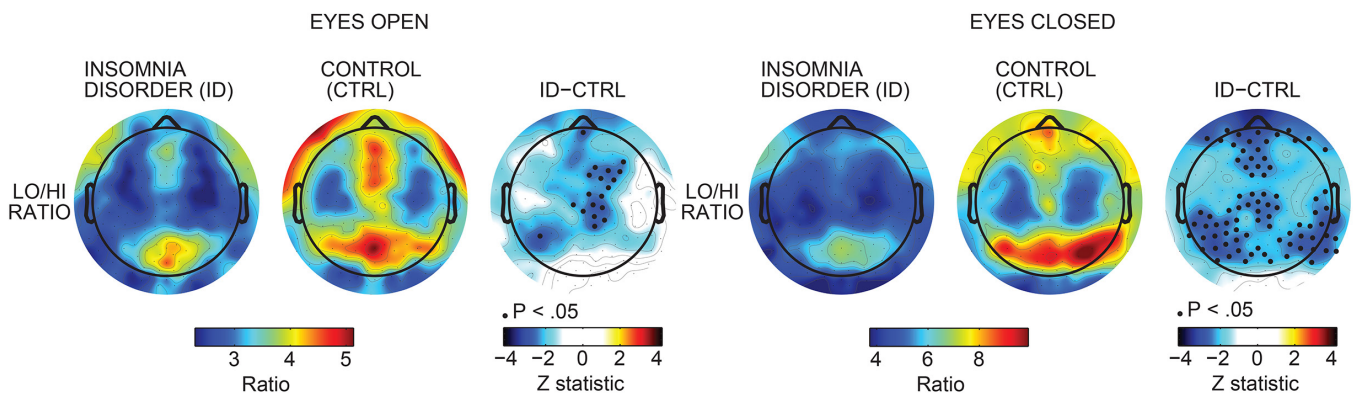 EYES OPEN
INSOMNIA
DISORDER (ID)
CONTROL
(CTRL)
ID−CTRL
LO/HI
RATIO
3 4 5
Ratio
P < .05
−4 −2 0 2 4
Z statistic
EYES CLOSED
INSOMNIA
DISORDER (ID)
CONTROL
(CTRL)
ID−CTRL
LO/HI
RATIO
4 6 8
Ratio
P < .05
−4 −2 0 2 4
Z statistic